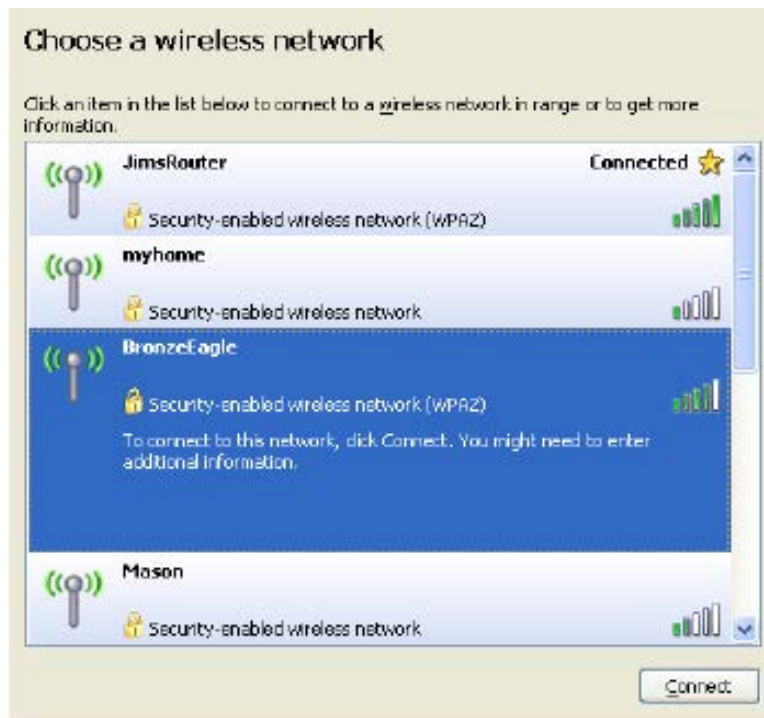 Choose a wireless network
Click an item in the list below to connect to a wireless network in range or to get more
information.
JimsRouter Connected
Security-enabled wireless network (WPA2)
myhome
Security-enabled wireless network
BronzeEagle
Security-enabled wireless network (WPA2)
To connect to this network, click Connect. You might need to enter
additional information.
Mason
Security-enabled wireless network
Connect